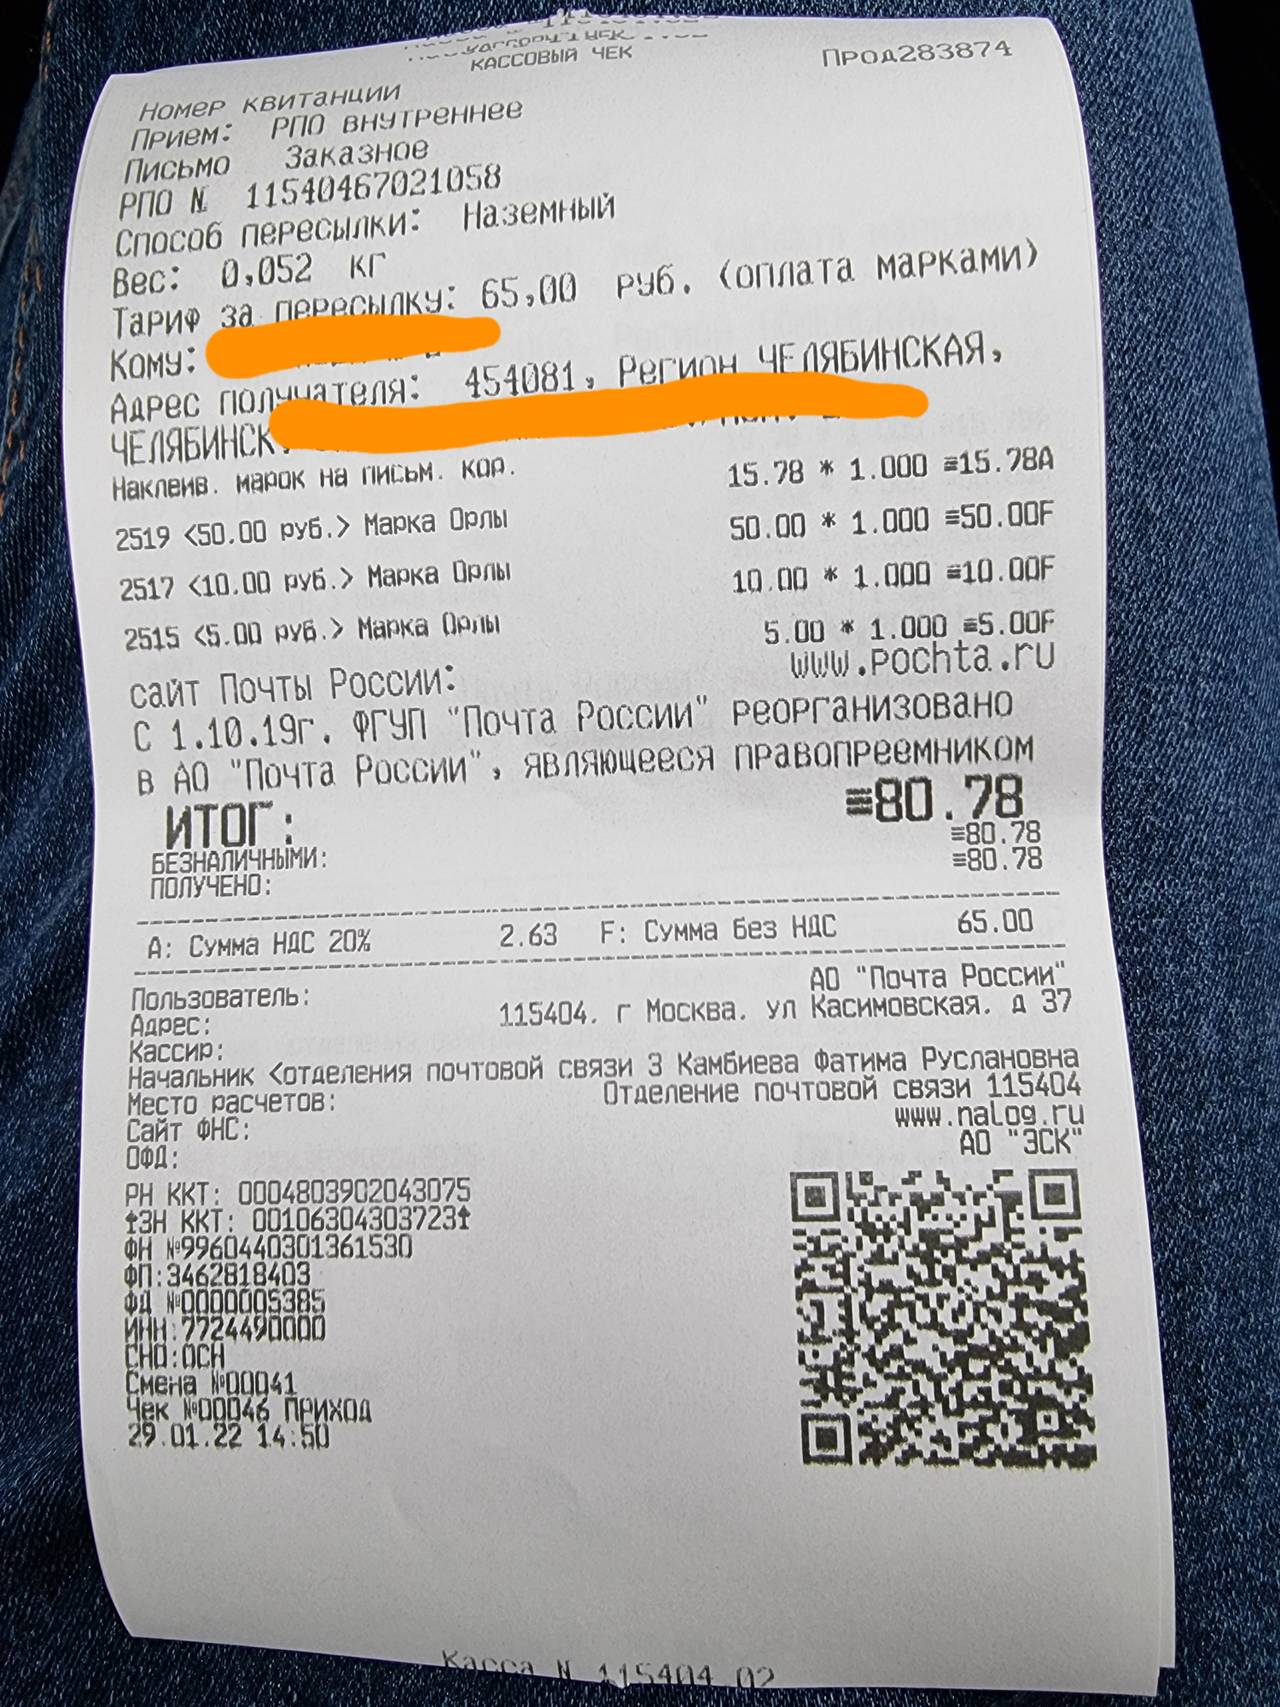 КАССОВЫЙ ЧЕК
Прод283874
Номер квитанции
Прием: РПО внутреннее
Письмо Заказное
РПО № 11540467021058
Способ пересылки: Наземный
Вес: 0,052 кг
Тариф за пересылку: 65,00 руб. (оплата марками)
Кому:
Адрес получателя: 454081, Регион ЧЕЛЯБИНСКАЯ,
ЧЕЛЯБИНСК
Наклеив. марок на письм. кор. 15.78 * 1.000 ≡15.78А
2519 <50.00 руб.> Марка Орлы 50.00 * 1.000 ≡50.00F
2517 <10.00 руб.> Марка Орлы 10.00 * 1.000 ≡10.00F
2515 <5.00 руб.> Марка Орлы 5.00 * 1.000 ≡5.00F
сайт Почты России: www.pochta.ru
С 1.10.19г. ФГУП "Почта России" реорганизовано
в АО "Почта России", являющееся правопреемником
ИТОГ: ≡80.78
БЕЗНАЛИЧНЫМИ: ≡80.78
ПОЛУЧЕНО: ≡80.78
А: Сумма НДС 20% 2.63 F: Сумма без НДС 65.00
Пользователь: АО "Почта России"
Адрес: 115404, г Москва, ул Касимовская, д 37
Кассир:
Начальник <отделения почтовой связи 3 Камбиева Фатима Руслановна
Место расчетов: Отделение почтовой связи 115404
Сайт ФНС: www.nalog.ru
ОФД: АО "ЭСК"
РН ККТ: 0004803902043075
↑ЗН ККТ: 00106304303723↑
ФН №9960440301361530
ФП:3462818403
ФД №0000005385
ИНН:7724490000
СНО:ОСН
Смена №00041
Чек №00046 ПРИХОД
29.01.22 14:50
Касса N 115404 02